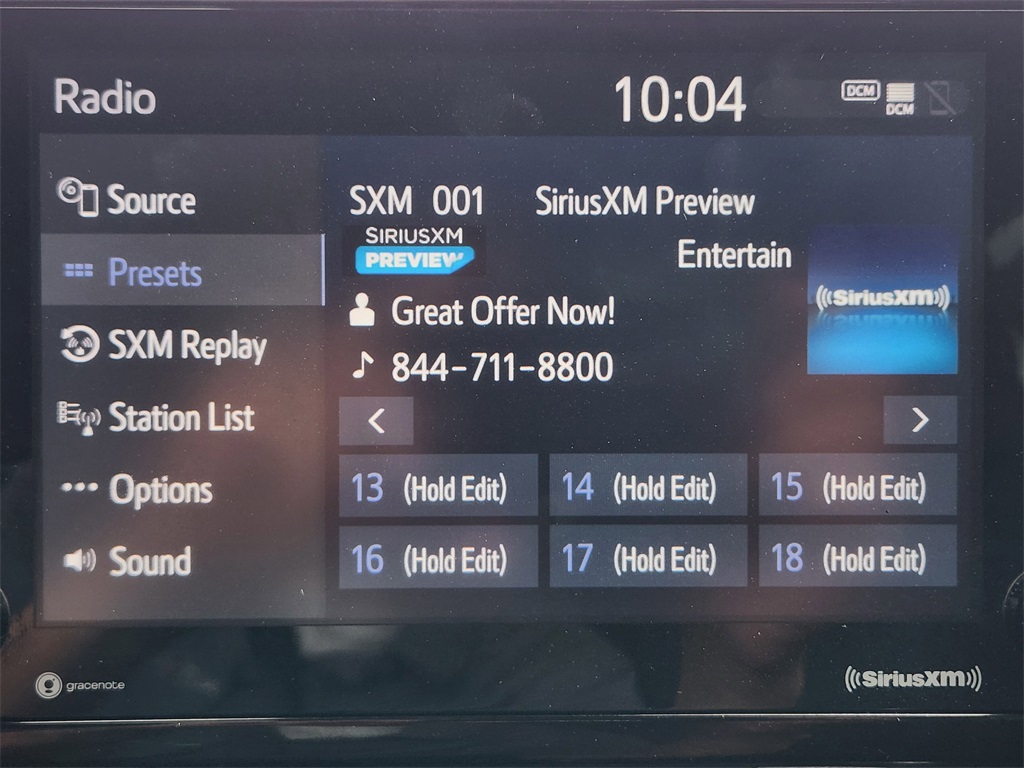 Radio
10:04
DCM
DCM
Source
Presets
SXM Replay
Station List
Options
Sound
SXM 001 SiriusXM Preview
SIRIUSXM
PREVIEW
Entertain
Great Offer Now!
844-711-8800
((SiriusXM))
<
>
13 (Hold Edit)
14 (Hold Edit)
15 (Hold Edit)
16 (Hold Edit)
17 (Hold Edit)
18 (Hold Edit)
gracenote
((SiriusXM))